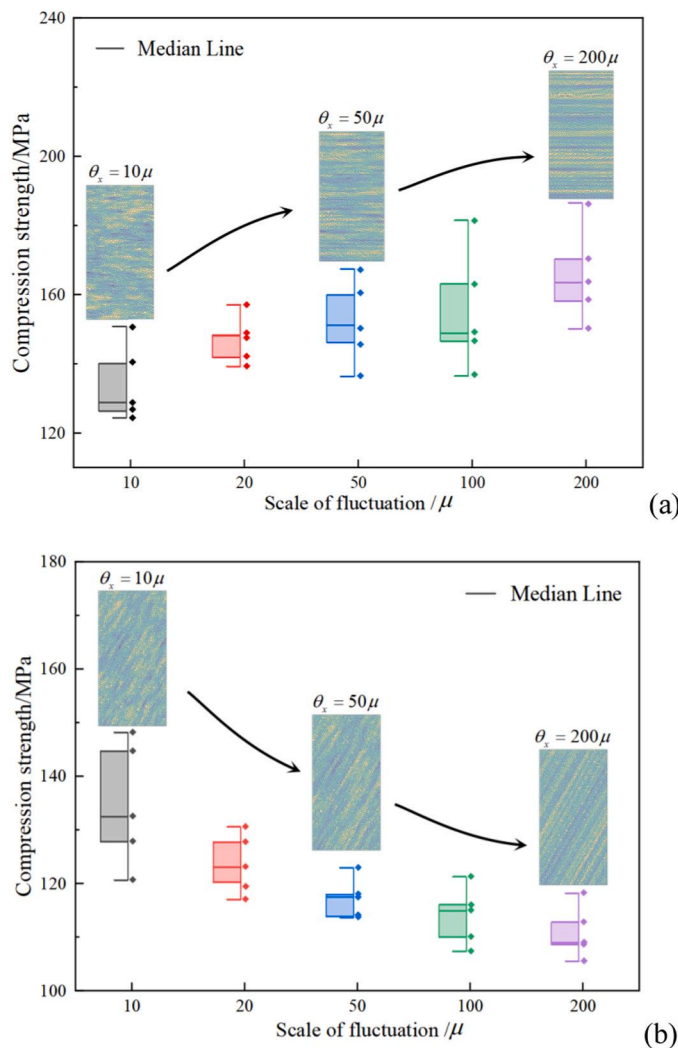 240
200
160
120
Compression strength/MPa
Median Line
θx = 10μ
θx = 50μ
θx = 200μ
10 20 50 100 200
Scale of fluctuation /μ
(a)
180
160
140
120
100
Compression strength/MPa
Median Line
θx = 10μ
θx = 50μ
θx = 200μ
10 20 50 100 200
Scale of fluctuation /μ
(b)